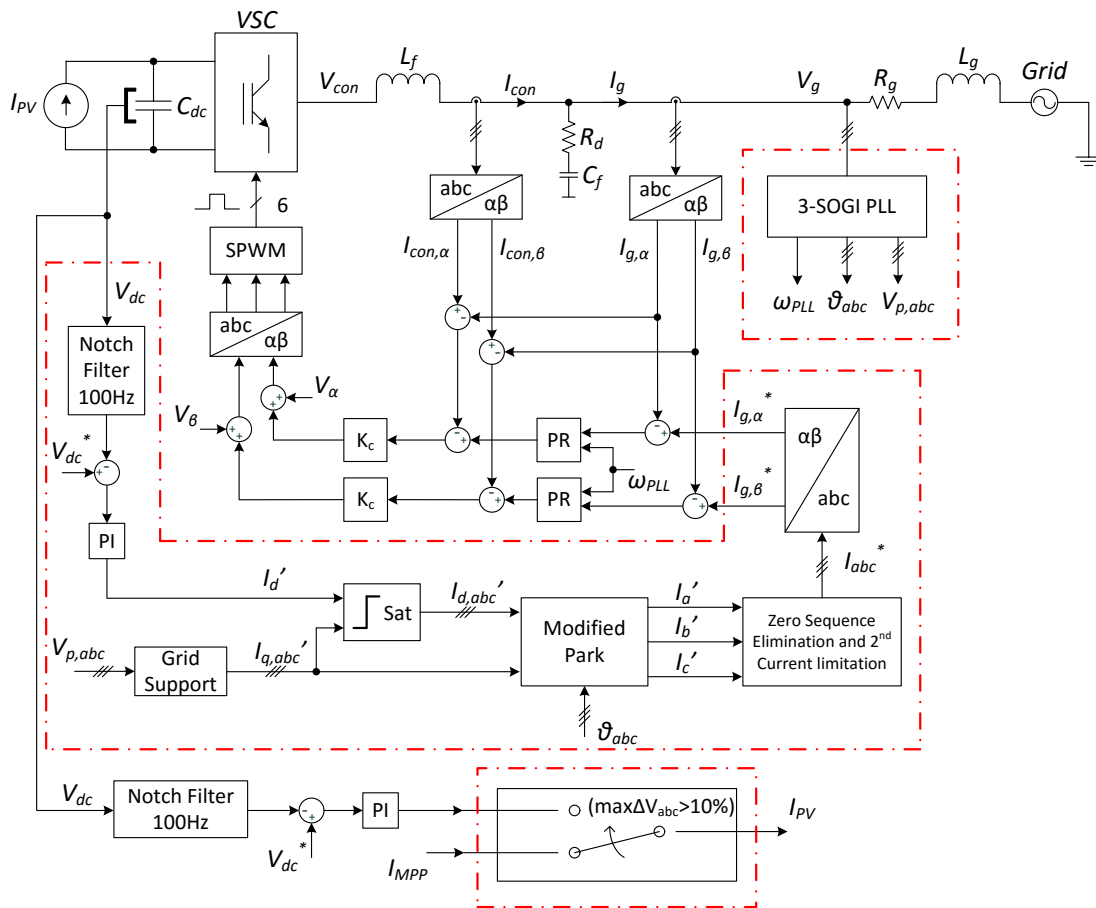 VSC
L_f
L_g
V_con
I_con
I_g
V_g
R_g
Grid
I_PV
C_dc
R_d
C_f
abc
αβ
abc
αβ
3-SOGI PLL
6
I_con,α
I_con,β
I_g,α
I_g,β
SPWM
ω_PLL
ϑ_abc
V_p,abc
V_dc
abc
αβ
+
-
+
-
Notch
Filter
100Hz
V_α
+
+
V_β
+
+
K_c
-
+
PR
-
+
I_g,α*
αβ
abc
V_dc*
+
-
K_c
-
+
PR
ω_PLL
-
+
I_g,β*
PI
I_abc*
I_d'
Sat
I_d,abc'
Modified
Park
I_a'
I_b'
I_c'
Zero Sequence
Elimination and 2nd
Current limitation
V_p,abc
Grid
Support
I_q,abc'
ϑ_abc
V_dc
Notch Filter
100Hz
-
+
PI
(maxΔV_abc>10%)
I_PV
V_dc*
I_MPP